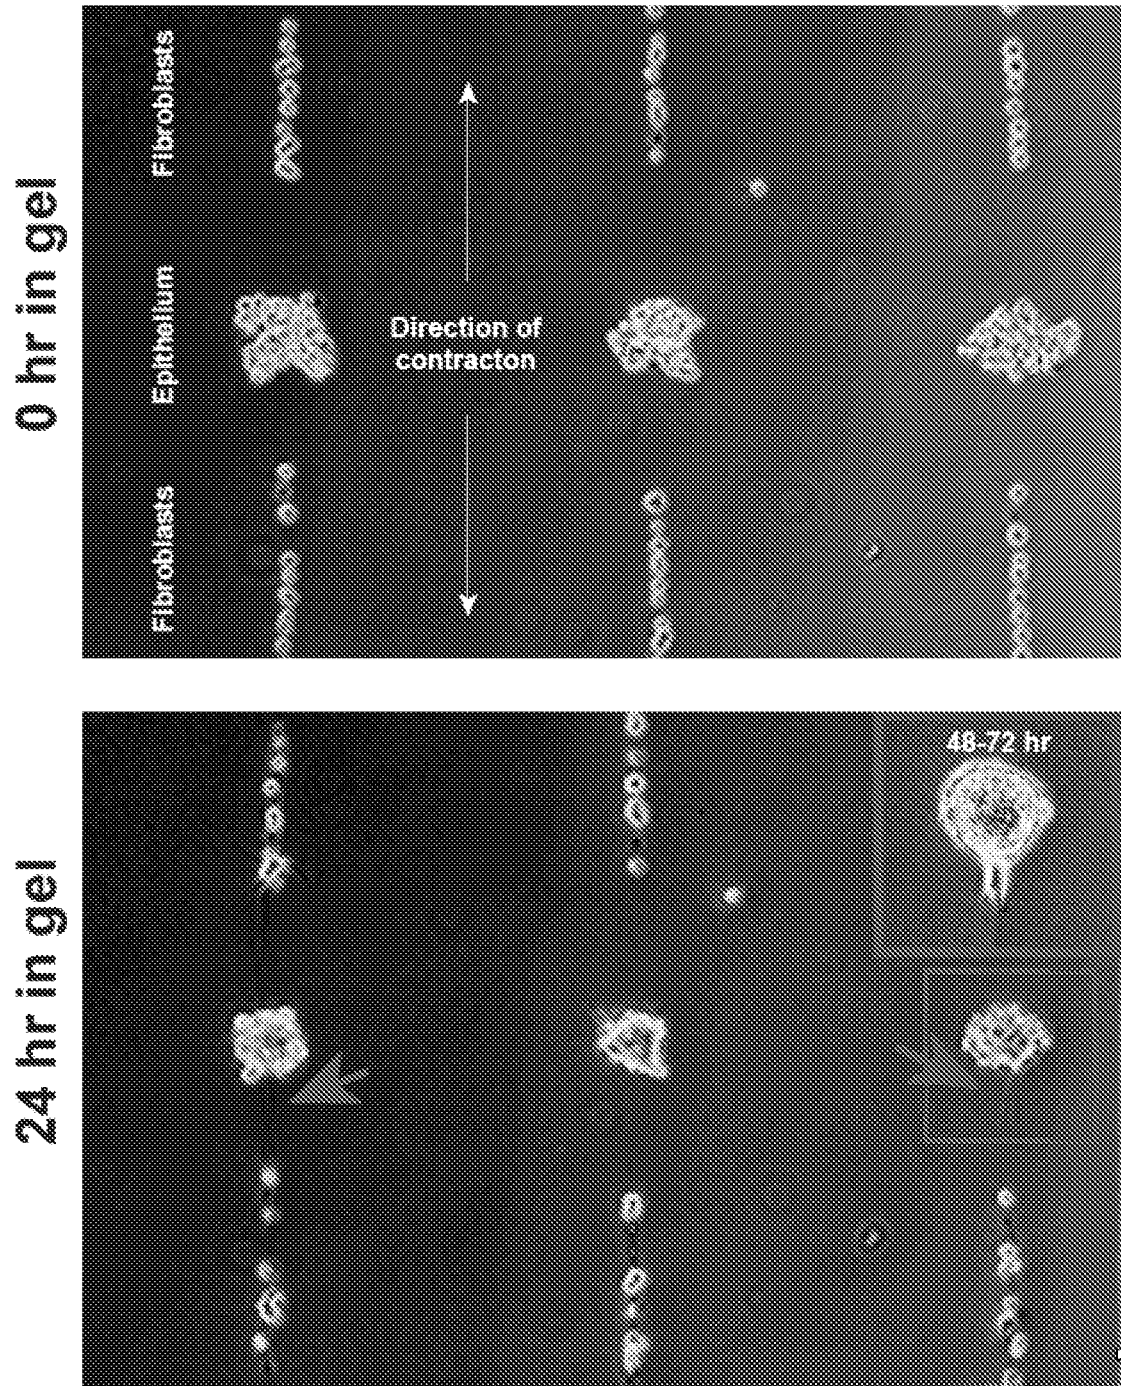 0 hr in gel
Fibroblasts
Epithelium
Fibroblasts
Direction of
contracton
24 hr in gel
48-72 hr